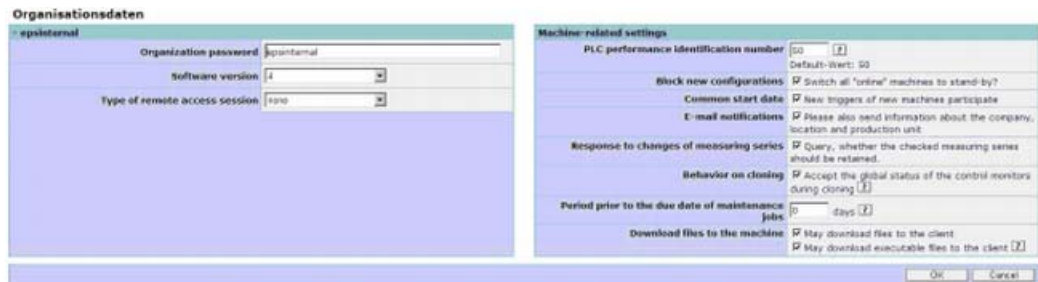 Organisationsdaten
- epsinternal
Organization password epsinternal
Software version 4
Type of remote access session none
Machine-related settings
PLC performance identification number 50 ?
Default-Wert: 50
Block new configurations Switch all "online" machines to stand-by?
Common start date New triggers of new machines participate
E-mail notifications Please also send information about the company,
location and production unit
Response to changes of measuring series Query, whether the checked measuring series
should be retained.
Behavior on cloning Accept the global status of the control monitors
during cloning ?
Period prior to the due date of maintenance
jobs 0 days ?
Download files to the machine May download files to the client
May download executable files to the client ?
OK Cancel